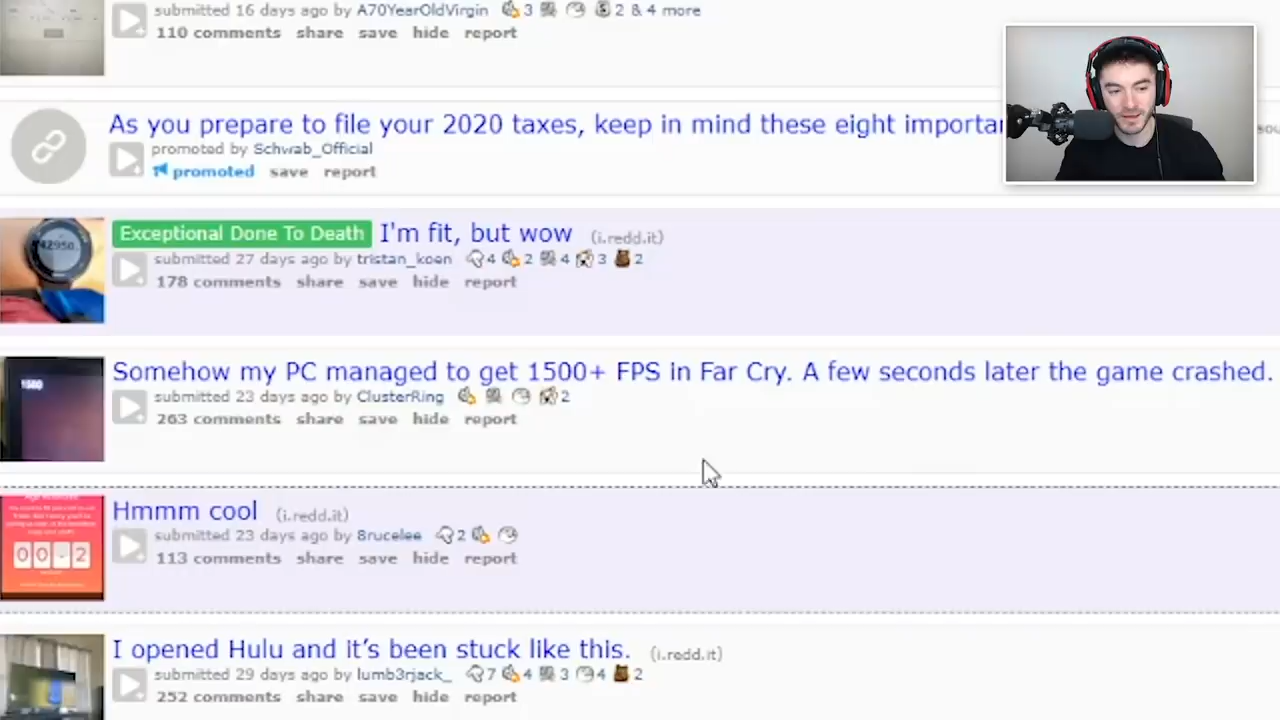 submitted 16 days ago by A70YearOldVirgin 3 2 & 4 more
110 comments share save hide report
As you prepare to file your 2020 taxes, keep in mind these eight
promoted by Schwab_Official
promoted save report
Exceptional Done To Death I'm fit, but wow (i.redd.it)
submitted 27 days ago by tristan_koen 4 2 4 3 2
178 comments share save hide report
1500
Somehow my PC managed to get 1500+ FPS in Far Cry. A few seconds later the game crashed.
submitted 23 days ago by ClusterRing 2
263 comments share save hide report
00.2
Hmmm cool (i.redd.it)
submitted 23 days ago by 8rucelee 2
113 comments share save hide report
I opened Hulu and it’s been stuck like this. (i.redd.it)
submitted 29 days ago by lumb3rjack_ 7 4 3 4 2
252 comments share save hide report